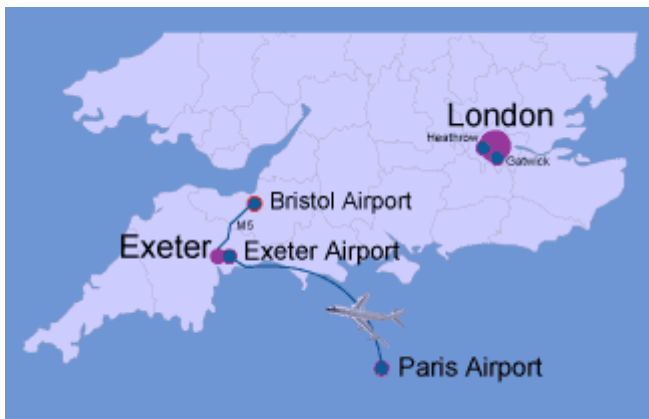 London
Heathrow
Gatwick
Bristol Airport
M5
Exeter
Exeter Airport
Paris Airport